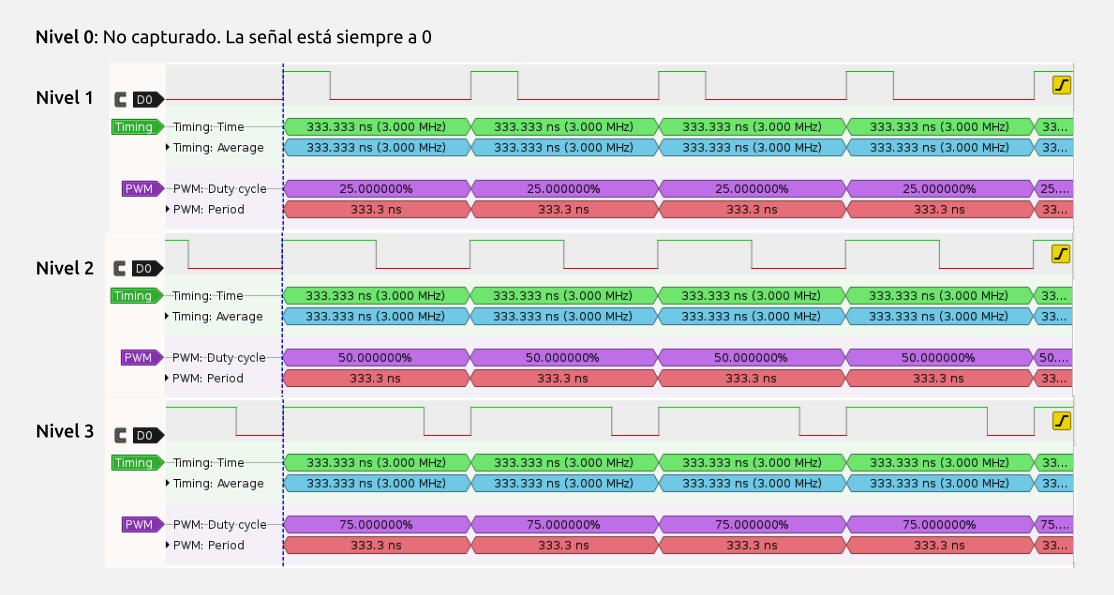 Nivel 0: No capturado. La señal está siempre a 0
Nivel 1
D0
Timing Timing: Time 333.333 ns (3.000 MHz) 333.333 ns (3.000 MHz) 333.333 ns (3.000 MHz) 333.333 ns (3.000 MHz) 33...
Timing: Average 333.333 ns (3.000 MHz) 333.333 ns (3.000 MHz) 333.333 ns (3.000 MHz) 333.333 ns (3.000 MHz) 33...
PWM PWM: Duty cycle 25.000000% 25.000000% 25.000000% 25.000000% 25....
PWM: Period 333.3 ns 333.3 ns 333.3 ns 333.3 ns 33...
Nivel 2
D0
Timing Timing: Time 333.333 ns (3.000 MHz) 333.333 ns (3.000 MHz) 333.333 ns (3.000 MHz) 333.333 ns (3.000 MHz) 33...
Timing: Average 333.333 ns (3.000 MHz) 333.333 ns (3.000 MHz) 333.333 ns (3.000 MHz) 333.333 ns (3.000 MHz) 33...
PWM PWM: Duty cycle 50.000000% 50.000000% 50.000000% 50.000000% 50....
PWM: Period 333.3 ns 333.3 ns 333.3 ns 333.3 ns 33...
Nivel 3
D0
Timing Timing: Time 333.333 ns (3.000 MHz) 333.333 ns (3.000 MHz) 333.333 ns (3.000 MHz) 333.333 ns (3.000 MHz) 33...
Timing: Average 333.333 ns (3.000 MHz) 333.333 ns (3.000 MHz) 333.333 ns (3.000 MHz) 333.333 ns (3.000 MHz) 33...
PWM PWM: Duty cycle 75.000000% 75.000000% 75.000000% 75.000000% 75....
PWM: Period 333.3 ns 333.3 ns 333.3 ns 333.3 ns 33...